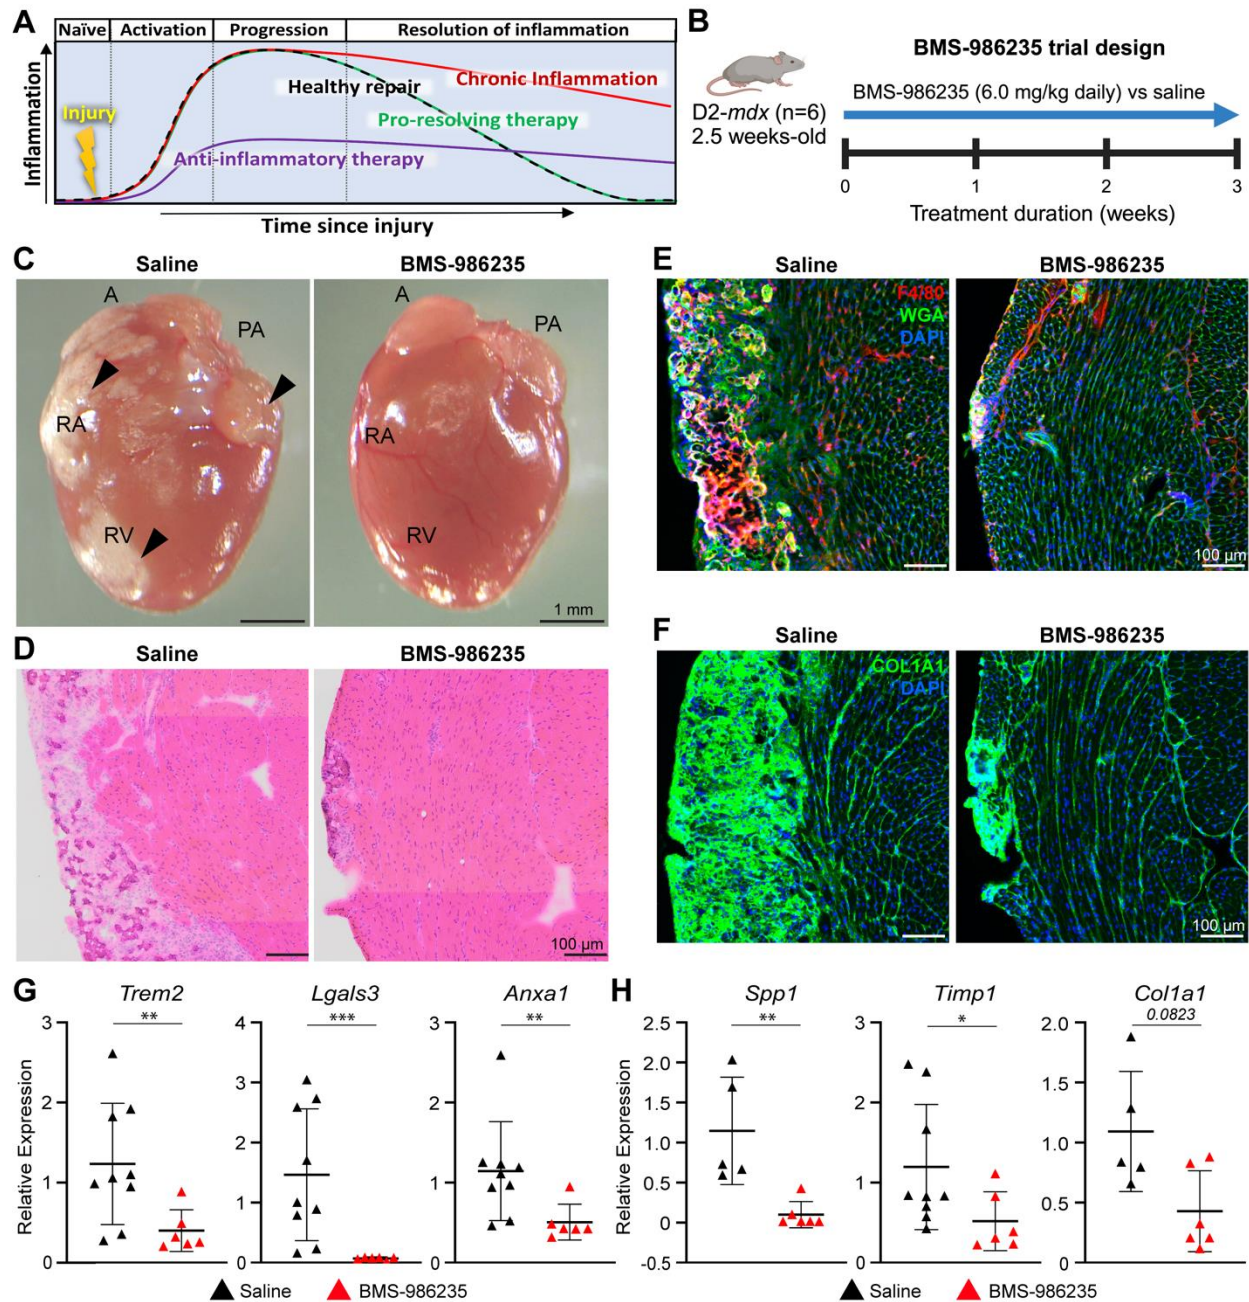 A
Naïve Activation Progression Resolution of inflammation
Inflammation
Injury
Healthy repair
Chronic Inflammation
Pro-resolving therapy
Anti-inflammatory therapy
Time since injury
B
BMS-986235 trial design
BMS-986235 (6.0 mg/kg daily) vs saline
D2-mdx (n=6)
2.5 weeks-old
0 1 2 3
Treatment duration (weeks)
C
Saline BMS-986235
A PA RA RV
A PA RA RV
1 mm
D
Saline BMS-986235
100 µm
E
Saline BMS-986235
F4/80
WGA
DAPI
100 µm
F
Saline BMS-986235
COL1A1
DAPI
100 µm
G
Relative Expression
Trem2
**
3
2
1
0
Lgals3
***
4
3
2
1
0
Anxa1
**
3
2
1
0
Saline BMS-986235
H
Relative Expression
Spp1
**
2.5
2.0
1.5
1.0
0.5
0
-0.5
Timp1
*
3
2
1
0
Col1a1
0.0823
2.0
1.5
1.0
0.5
0
Saline BMS-986235